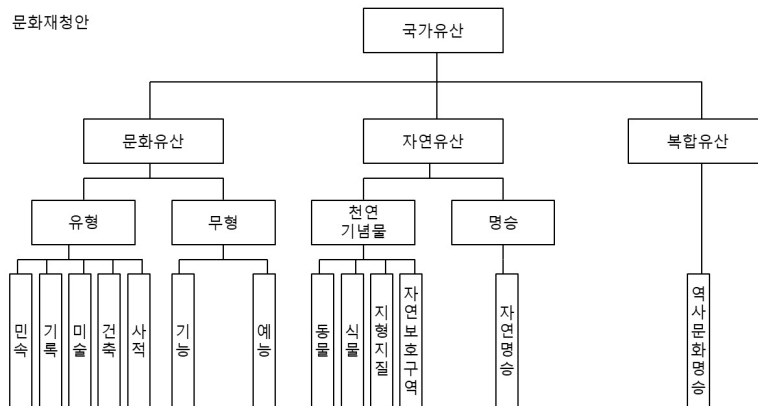 문화재청안
국가유산
문화유산
자연유산
복합유산
유형
무형
천연
기념물
명승
민속
기록
미술
건축
사적
기능
예능
동물
식물
지형지질
자연보호구역
자연명승
역사문화명승